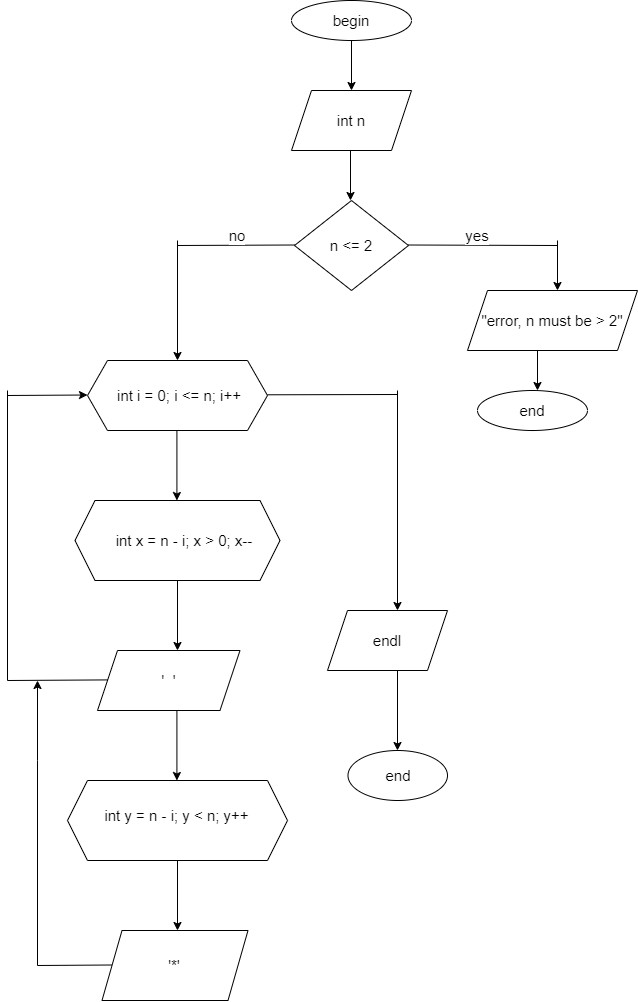 begin
int n
n <= 2
no
yes
"error, n must be > 2"
end
int i = 0; i <= n; i++
int x = n - i; x > 0; x--
endl
' '
end
int y = n - i; y < n; y++
'*'